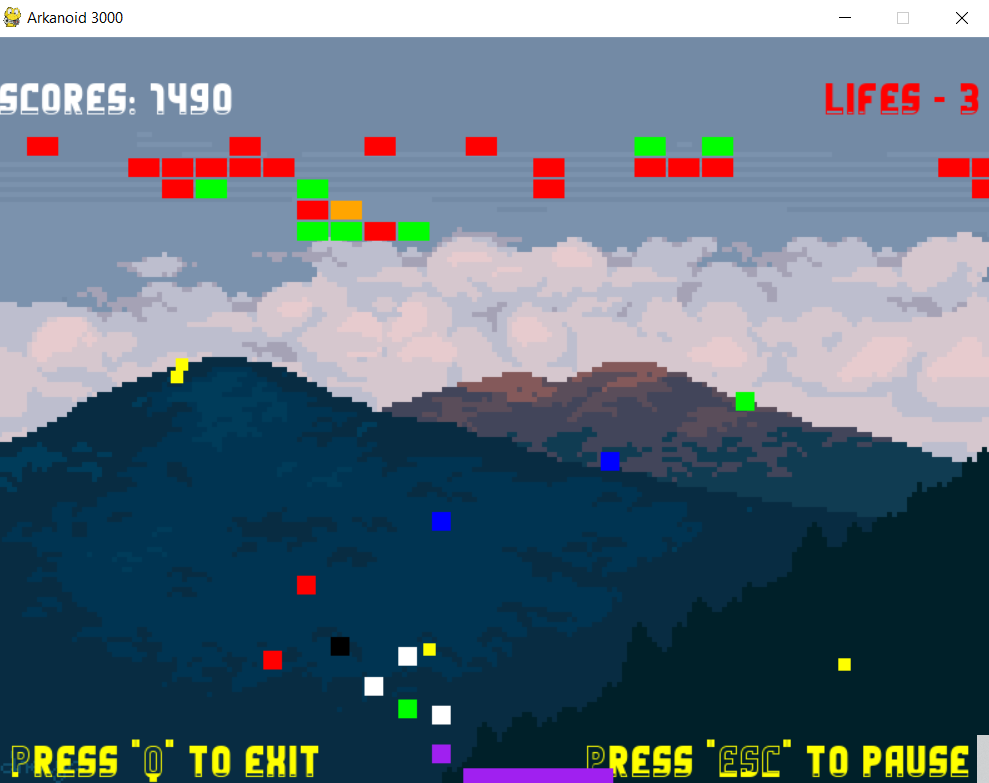 Arkanoid 3000
SCORES: 1490
LIFES - 3
PRESS "Q" TO EXIT
PRESS "ESC" TO PAUSE